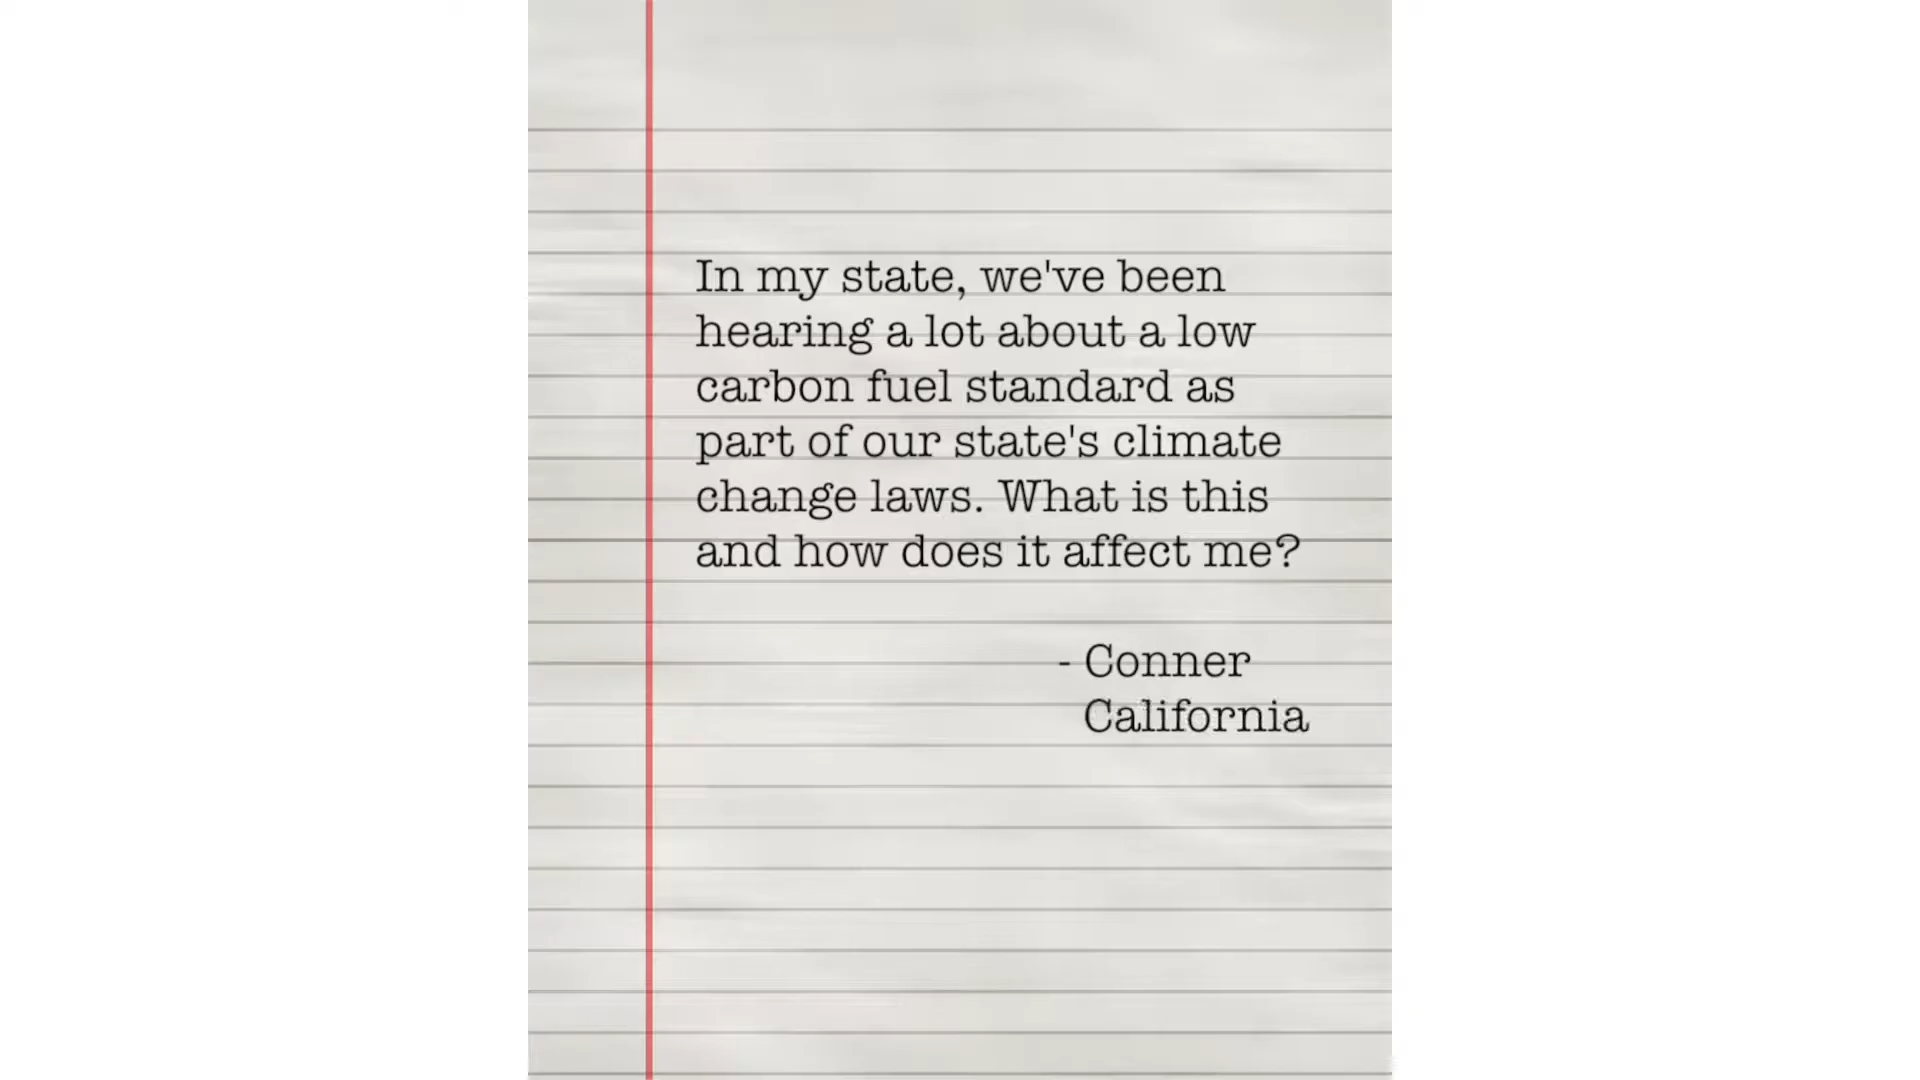 In my state, we've been
hearing a lot about a low
carbon fuel standard as
part of our state's climate
change laws. What is this
and how does it affect me?
- Conner
California